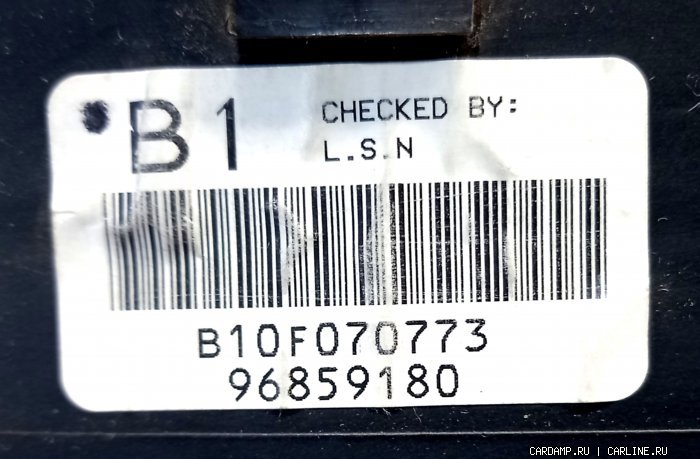 B1
CHECKED BY:
L.S.N
B10F070773
96859180
CARDAMP.RU | CARLINE.RU